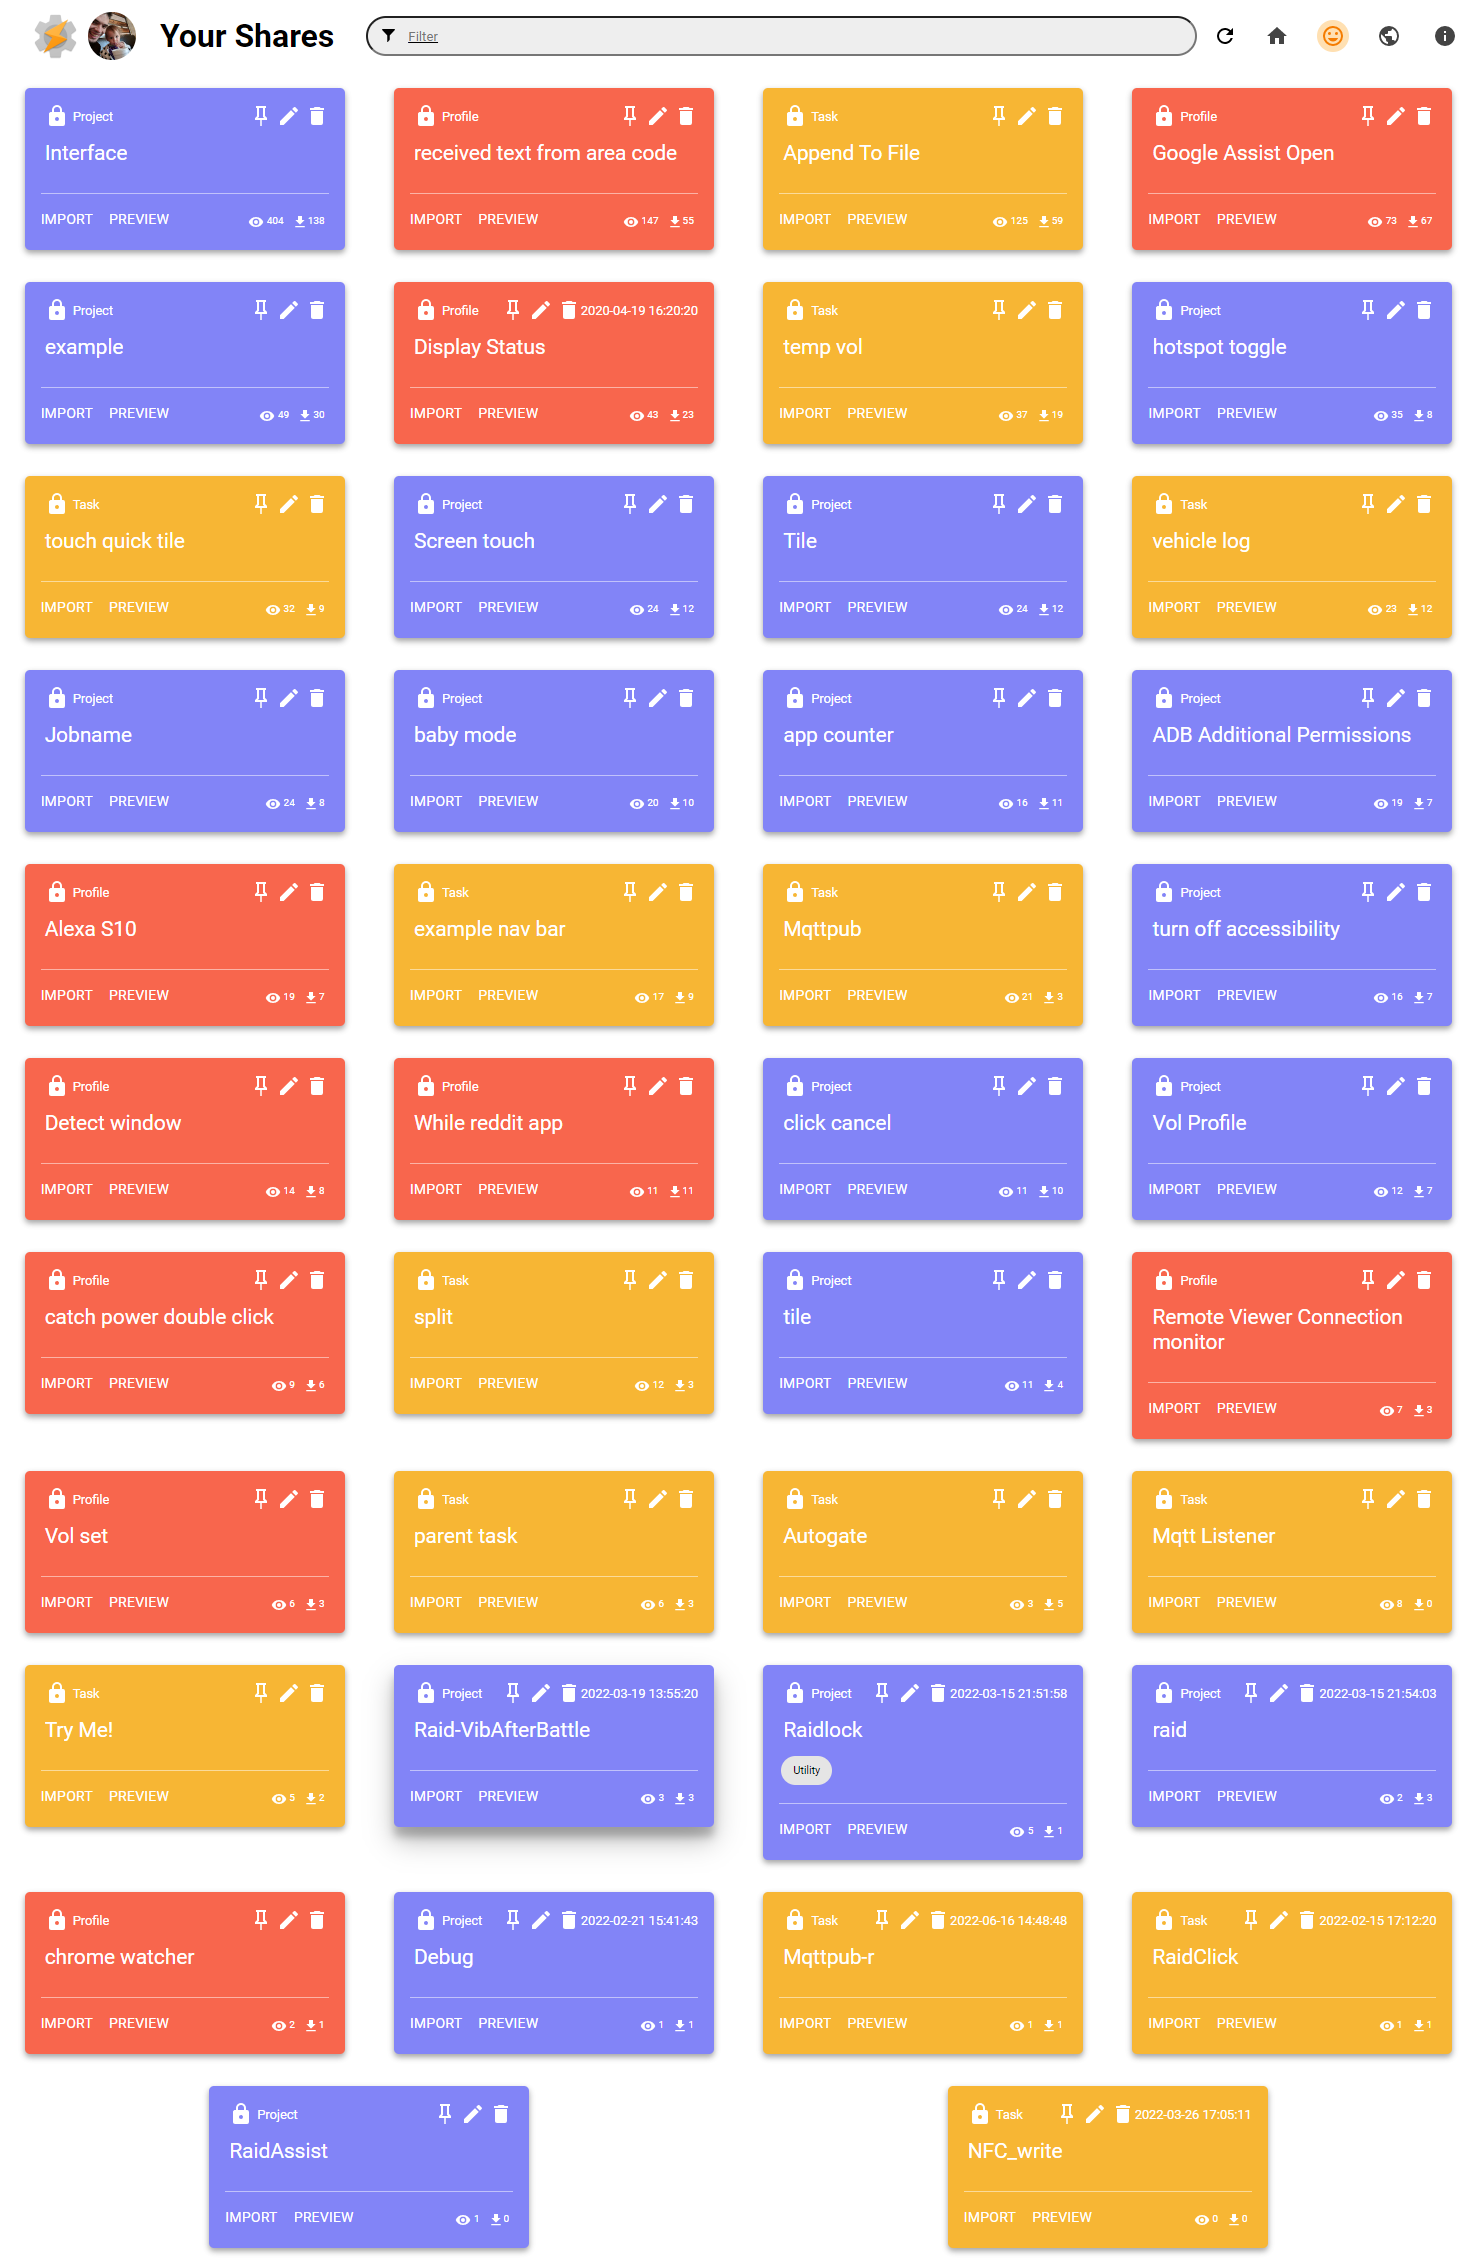 Your Shares
Filter
Project
Interface
IMPORT PREVIEW 404 138
Profile
received text from area code
IMPORT PREVIEW 147 55
Task
Append To File
IMPORT PREVIEW 125 59
Profile
Google Assist Open
IMPORT PREVIEW 73 67
Project
example
IMPORT PREVIEW 49 30
Profile 2020-04-19 16:20:20
Display Status
IMPORT PREVIEW 43 23
Task
temp vol
IMPORT PREVIEW 37 19
Project
hotspot toggle
IMPORT PREVIEW 35 8
Task
touch quick tile
IMPORT PREVIEW 32 9
Project
Screen touch
IMPORT PREVIEW 24 12
Project
Tile
IMPORT PREVIEW 24 12
Task
vehicle log
IMPORT PREVIEW 23 12
Project
Jobname
IMPORT PREVIEW 24 8
Project
baby mode
IMPORT PREVIEW 20 10
Project
app counter
IMPORT PREVIEW 16 11
Project
ADB Additional Permissions
IMPORT PREVIEW 19 7
Profile
Alexa S10
IMPORT PREVIEW 19 7
Task
example nav bar
IMPORT PREVIEW 17 9
Task
Mqttpub
IMPORT PREVIEW 21 3
Project
turn off accessibility
IMPORT PREVIEW 16 7
Profile
Detect window
IMPORT PREVIEW 14 8
Profile
While reddit app
IMPORT PREVIEW 11 11
Project
click cancel
IMPORT PREVIEW 11 10
Project
Vol Profile
IMPORT PREVIEW 12 7
Profile
catch power double click
IMPORT PREVIEW 9 6
Task
split
IMPORT PREVIEW 12 3
Project
tile
IMPORT PREVIEW 11 4
Profile
Remote Viewer Connection
monitor
IMPORT PREVIEW 7 3
Profile
Vol set
IMPORT PREVIEW 6 3
Task
parent task
IMPORT PREVIEW 6 3
Task
Autogate
IMPORT PREVIEW 3 5
Task
Mqtt Listener
IMPORT PREVIEW 8 0
Task
Try Me!
IMPORT PREVIEW 5 2
Project 2022-03-19 13:55:20
Raid-VibAfterBattle
IMPORT PREVIEW 3 3
Project 2022-03-15 21:51:58
Raidlock
Utility
IMPORT PREVIEW 5 1
Project 2022-03-15 21:54:03
raid
IMPORT PREVIEW 2 3
Profile
chrome watcher
IMPORT PREVIEW 2 1
Project 2022-02-21 15:41:43
Debug
IMPORT PREVIEW 1 1
Task 2022-06-16 14:48:48
Mqttpub-r
IMPORT PREVIEW 1 1
Task 2022-02-15 17:12:20
RaidClick
IMPORT PREVIEW 1 1
Project
RaidAssist
IMPORT PREVIEW 1 0
Task 2022-03-26 17:05:11
NFC_write
IMPORT PREVIEW 0 0